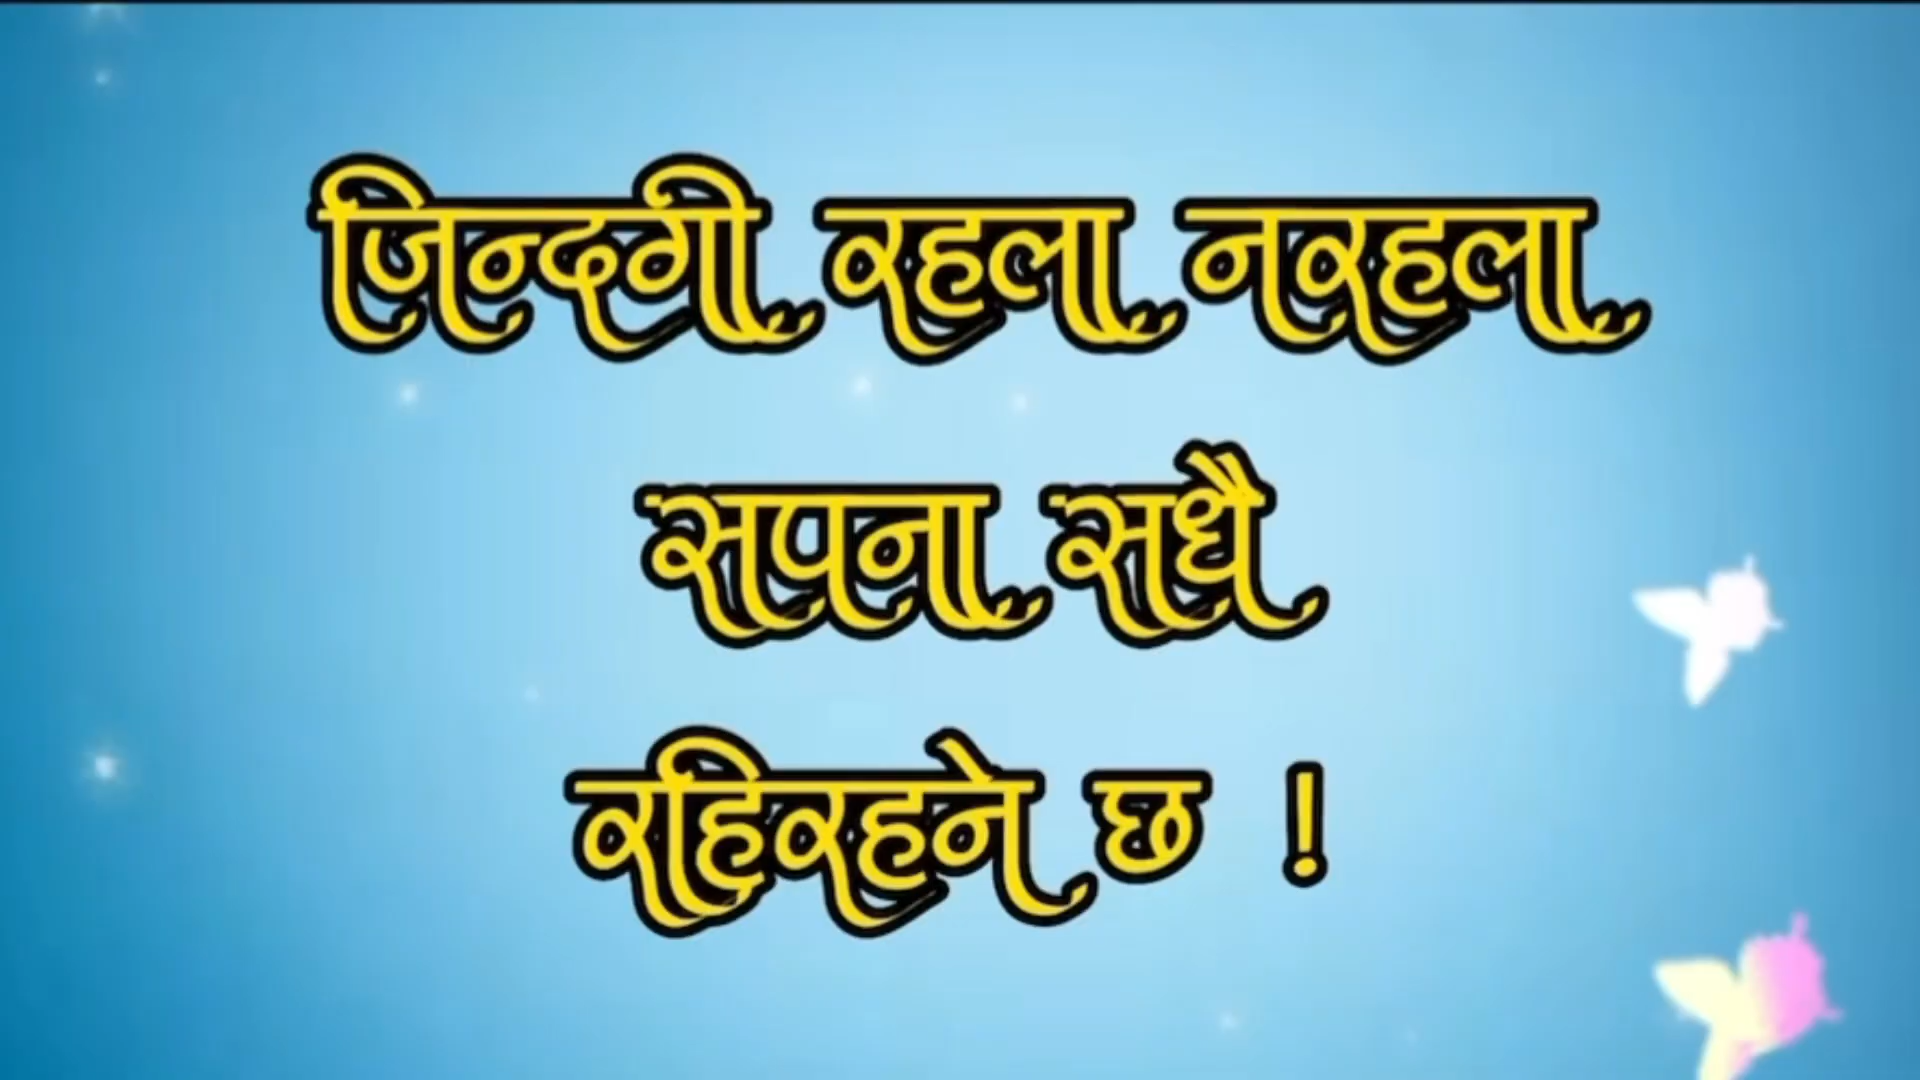 जिन्दगी रहला नरहला
सपना सधै
रहिरहने छ !